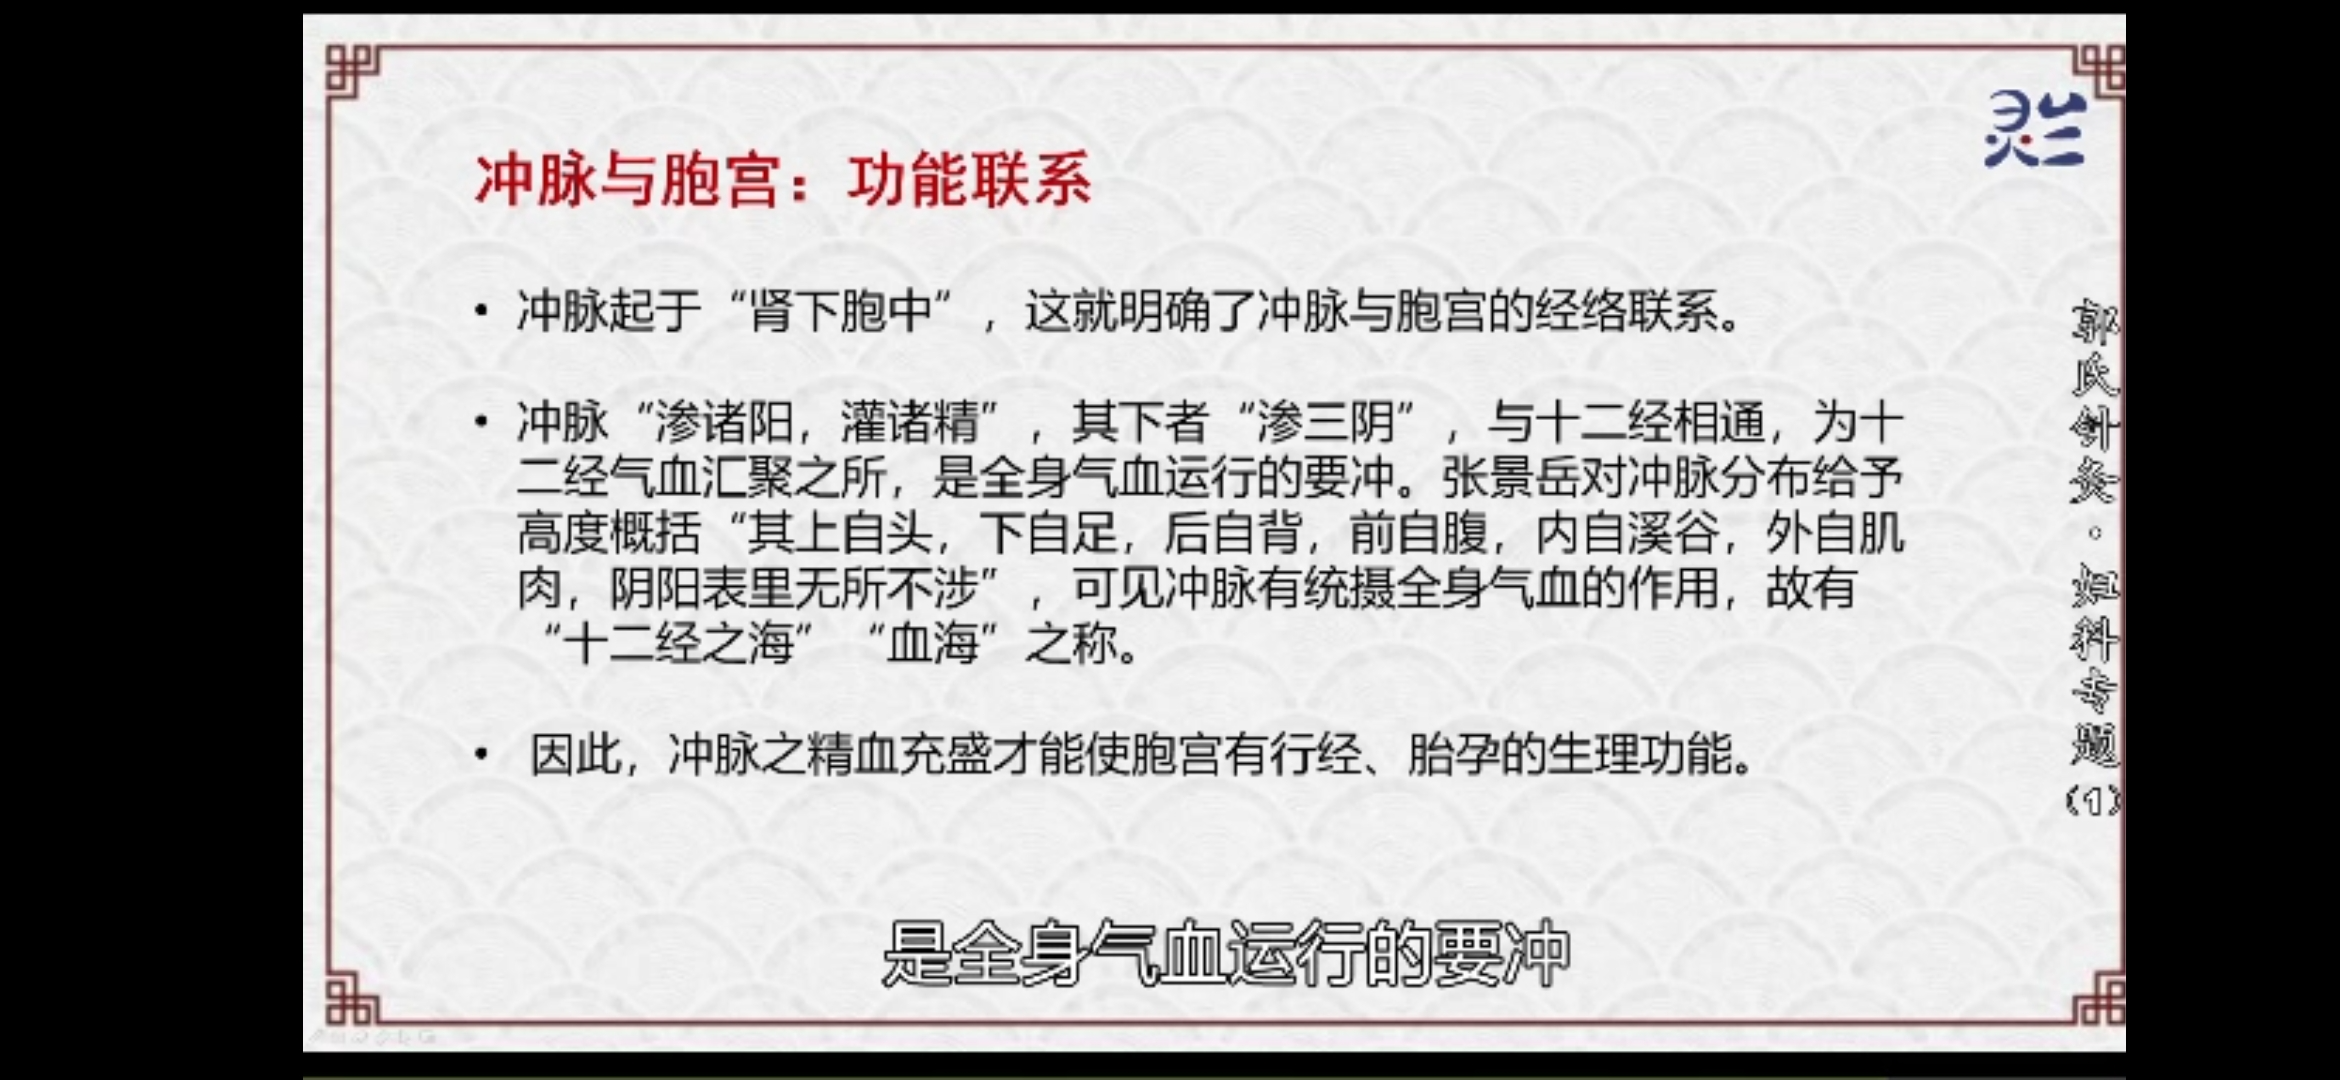 灵兰
冲脉与胞宫：功能联系
• 冲脉起于“肾下胞中”，这就明确了冲脉与胞宫的经络联系。
• 冲脉“渗诸阳，灌诸精”，其下者“渗三阴”，与十二经相通，为十
二经气血汇聚之所，是全身气血运行的要冲。张景岳对冲脉分布给予
高度概括“其上自头，下自足，后自背，前自腹，内自溪谷，外自肌
肉，阴阳表里无所不涉”，可见冲脉有统摄全身气血的作用，故有
“十二经之海”“血海”之称。
• 因此，冲脉之精血充盛才能使胞宫有行经、胎孕的生理功能。
郭氏针灸·妇科专题(1)
是全身气血运行的要冲